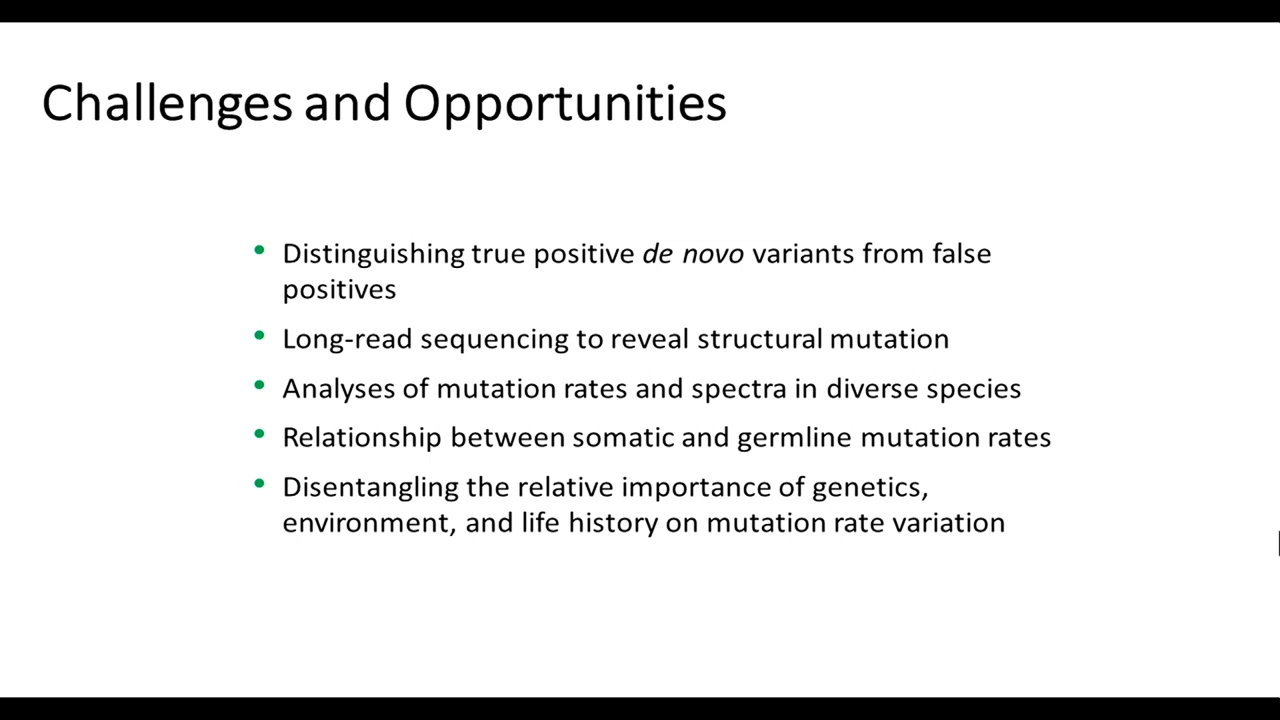 Challenges and Opportunities
• Distinguishing true positive de novo variants from false
positives
• Long-read sequencing to reveal structural mutation
• Analyses of mutation rates and spectra in diverse species
• Relationship between somatic and germline mutation rates
• Disentangling the relative importance of genetics,
environment, and life history on mutation rate variation